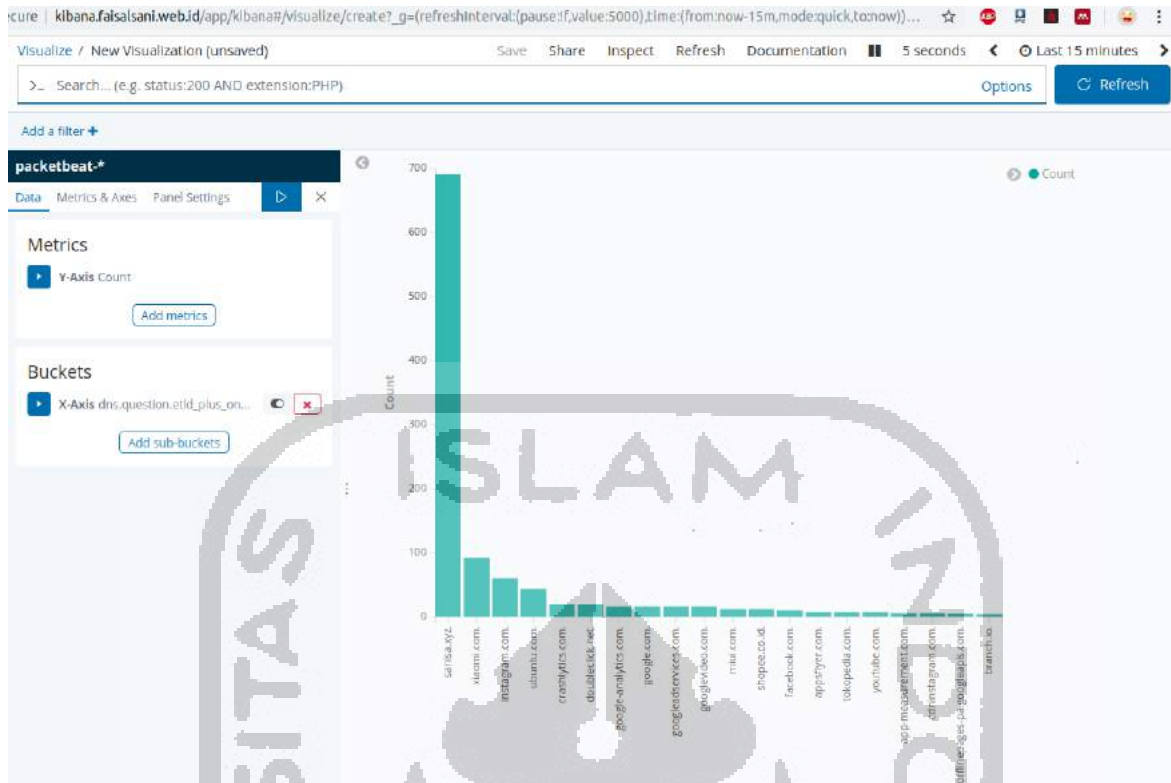 ecure | kibana.faisalsani.web.id/app/kibana#/visualize/create?_g=(refreshInterval:(pause:!f,value:5000),time:(from:now-15m,mode:quick,to:now))...
Visualize / New Visualization (unsaved) Save Share Inspect Refresh Documentation 5 seconds Last 15 minutes
>_ Search... (e.g. status:200 AND extension:PHP) Options Refresh
Add a filter +
packetbeat-*
Data Metrics & Axes Panel Settings
Metrics
Y-Axis Count
Add metrics
Buckets
X-Axis dns.question.etld_plus_on...
Add sub-buckets
Count
700
600
500
400
300
200
100
0
Count
sarisa.xyz.
xiaomi.com.
instagram.com.
ubuntu.com.
crashlytics.com.
doubleclick.net.
google-analytics.com.
google.com.
googleadservices.com.
googlevideo.com.
miui.com.
shopee.co.id.
facebook.com.
appsflyer.com.
tokopedia.com.
youtube.com.
app-measurement.com.
cdninstagram.com.
offlinepages-pa.googleapis.com.
branch.io.
SITAS ISLAM INDO